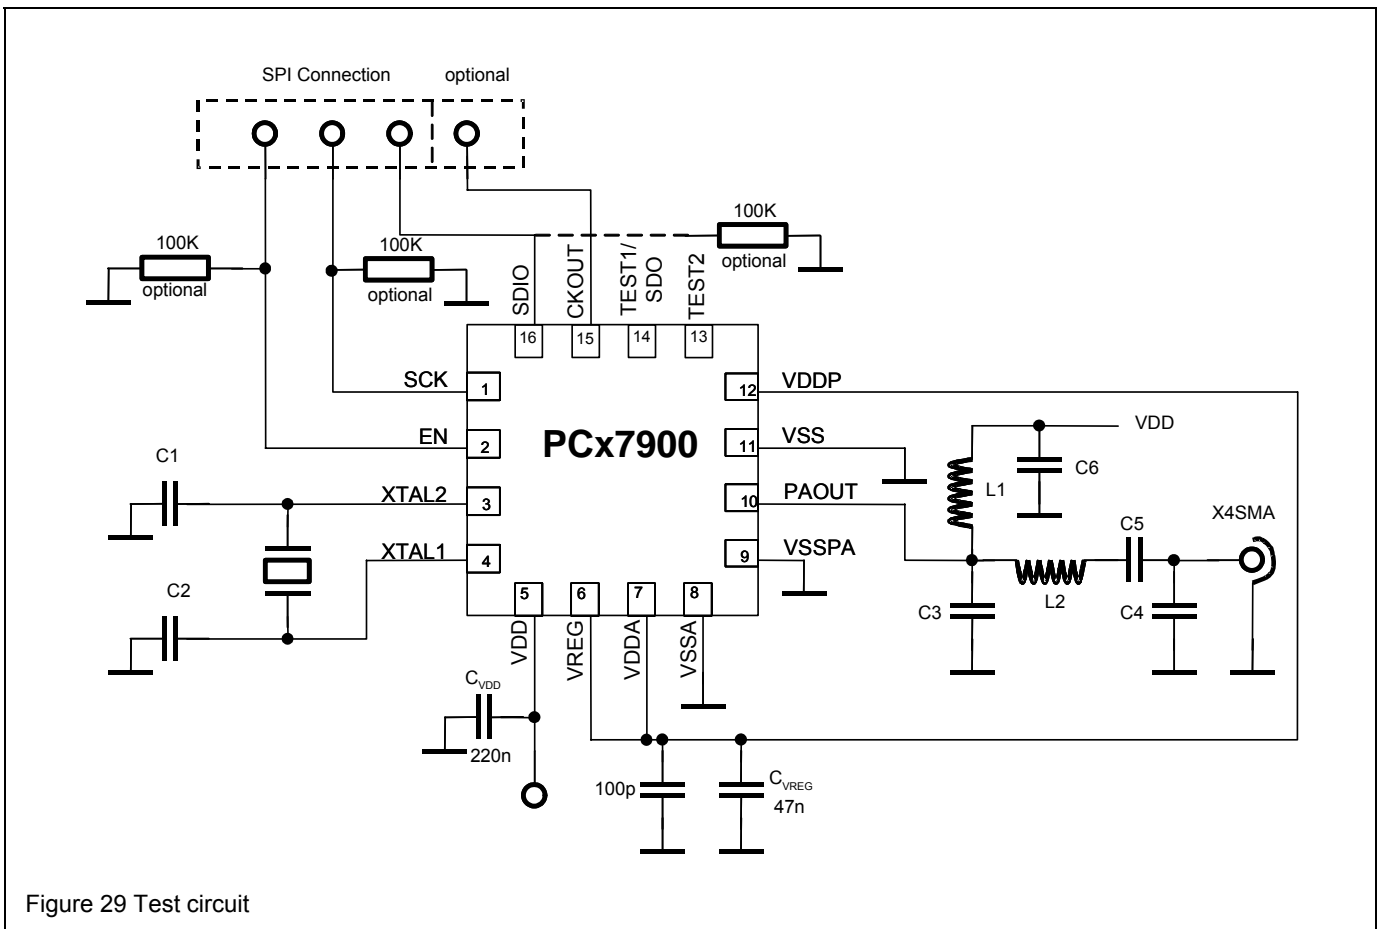 SPI Connection optional
100K
optional
100K
optional
100K
optional
SDIO
CKOUT
TEST1/
SDO
TEST2
16 15 14 13
SCK 1
EN 2
XTAL2 3
XTAL1 4
PCx7900
12 VDDP
11 VSS
10 PAOUT
9 VSSPA
5 6 7 8
VDD
VREG
VDDA
VSSA
C1
C2
VDD
C6
L1
C5
X4SMA
L2
C3
C4
CVDD
220n
100p
CVREG
47n
Figure 29 Test circuit